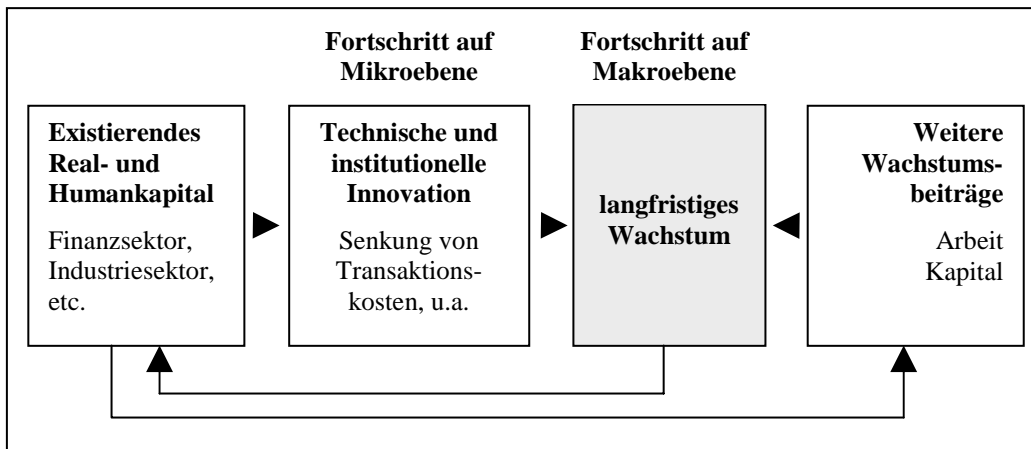 Fortschritt auf
Mikroebene
Fortschritt auf
Makroebene
Existierendes
Real- und
Humankapital
Finanzsektor,
Industriesektor,
etc.
Technische und
institutionelle
Innovation
Senkung von
Transaktions-
kosten, u.a.
langfristiges
Wachstum
Weitere
Wachstums-
beiträge
Arbeit
Kapital